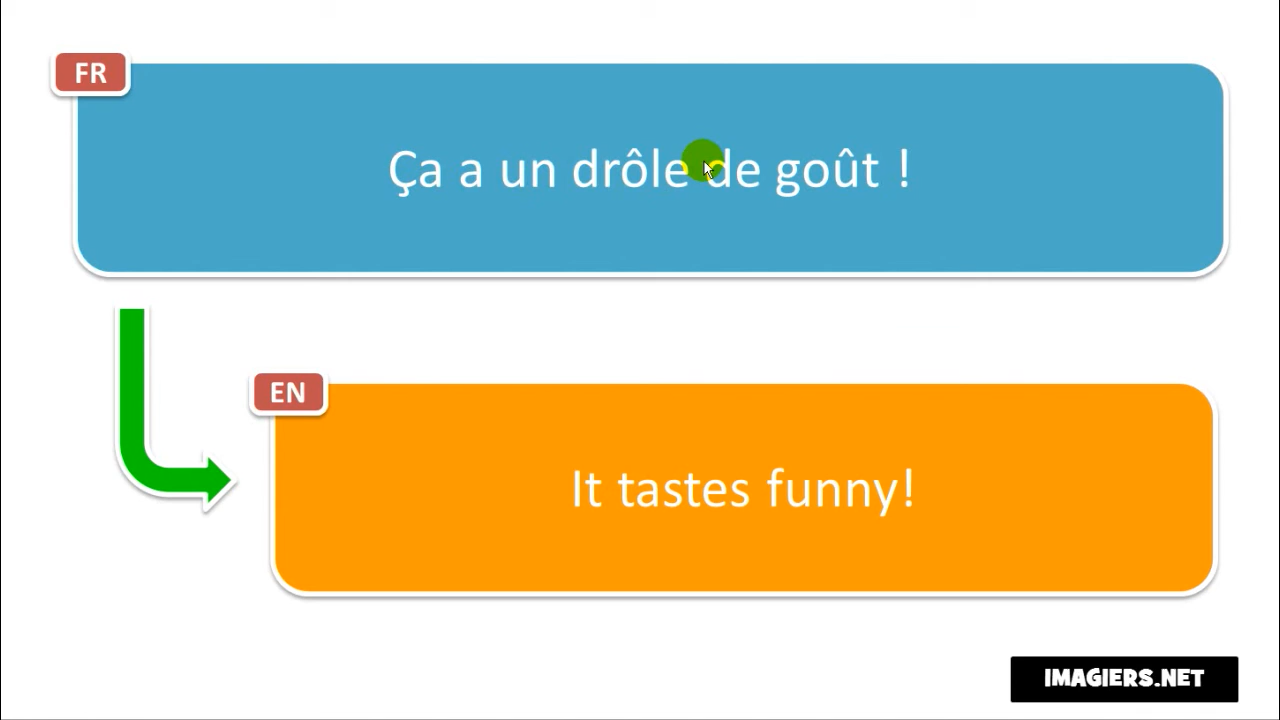 FR
Ça a un drôle de goût !
EN
It tastes funny!
IMAGIERS.NET